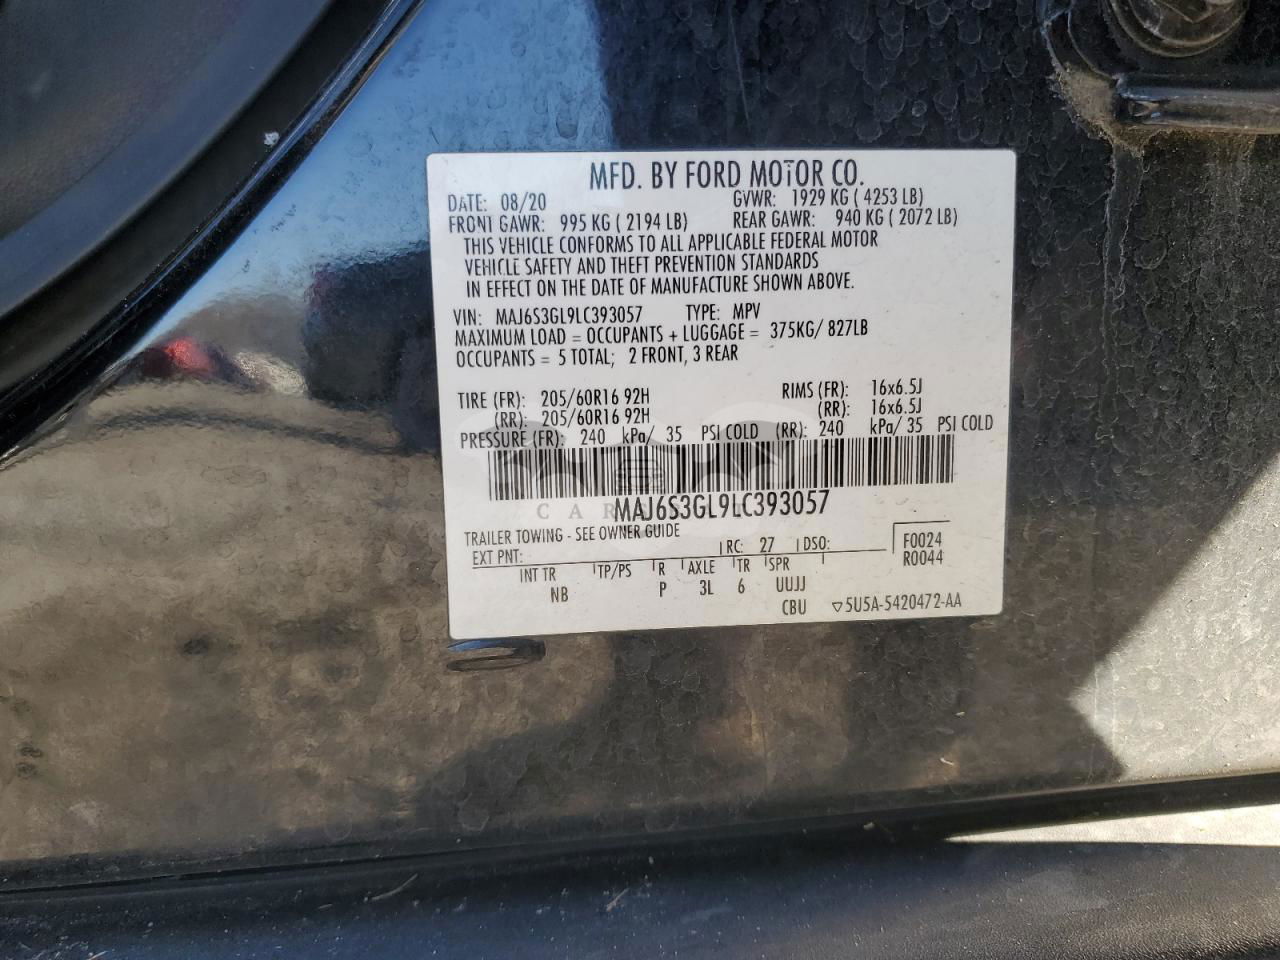 MFD. BY FORD MOTOR CO.
DATE: 08/20 GVWR: 1929 KG ( 4253 LB)
FRONT GAWR: 995 KG ( 2194 LB) REAR GAWR: 940 KG ( 2072 LB)
THIS VEHICLE CONFORMS TO ALL APPLICABLE FEDERAL MOTOR
VEHICLE SAFETY AND THEFT PREVENTION STANDARDS
IN EFFECT ON THE DATE OF MANUFACTURE SHOWN ABOVE.
VIN: MAJ6S3GL9LC393057 TYPE: MPV
MAXIMUM LOAD = OCCUPANTS + LUGGAGE = 375KG/ 827LB
OCCUPANTS = 5 TOTAL; 2 FRONT, 3 REAR
TIRE (FR): 205/60R16 92H RIMS (FR): 16x6.5J
(RR): 205/60R16 92H (RR): 16x6.5J
PRESSURE (FR): 240 kPa/ 35 PSI COLD (RR): 240 kPa/ 35 PSI COLD
MAJ6S3GL9LC393057
TRAILER TOWING - SEE OWNER GUIDE
EXT PNT: RC: 27 DSO: F0024
R0044
INT TR TP/PS R AXLE TR SPR
NB P 3L 6 UUJJ
CBU ▽5U5A-5420472-AA